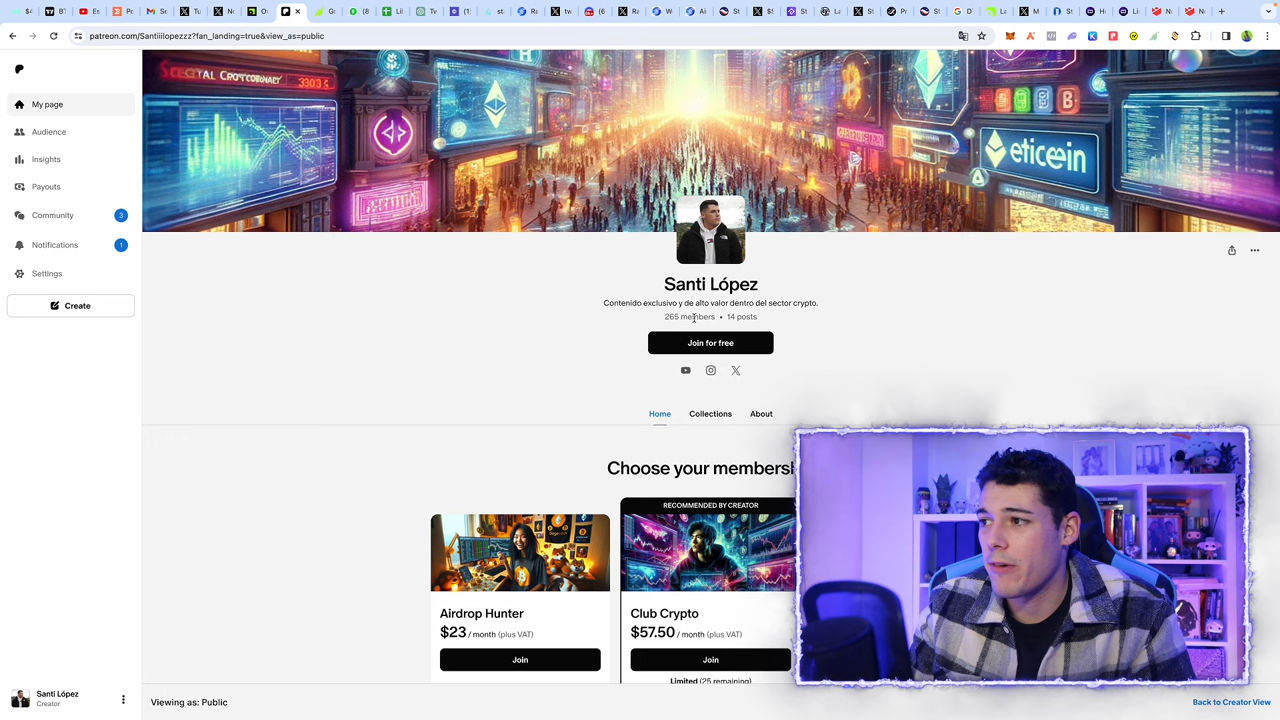 patreon.com/Santiiilopezzz?fan_landing=true&view_as=public
My page
Audience
Insights
Payouts
Community 3
Notifications 1
Settings
Create
eticein
Santi López
Contenido exclusivo y de alto valor dentro del sector crypto.
265 members • 14 posts
Join for free
Home Collections About
Choose your membersh
RECOMMENDED BY CREATOR
Airdrop Hunter
$23 / month (plus VAT)
Join
Club Crypto
$57.50 / month (plus VAT)
Join
Limited (25 remaining)
Santi López
Creator
Viewing as: Public
Back to Creator View